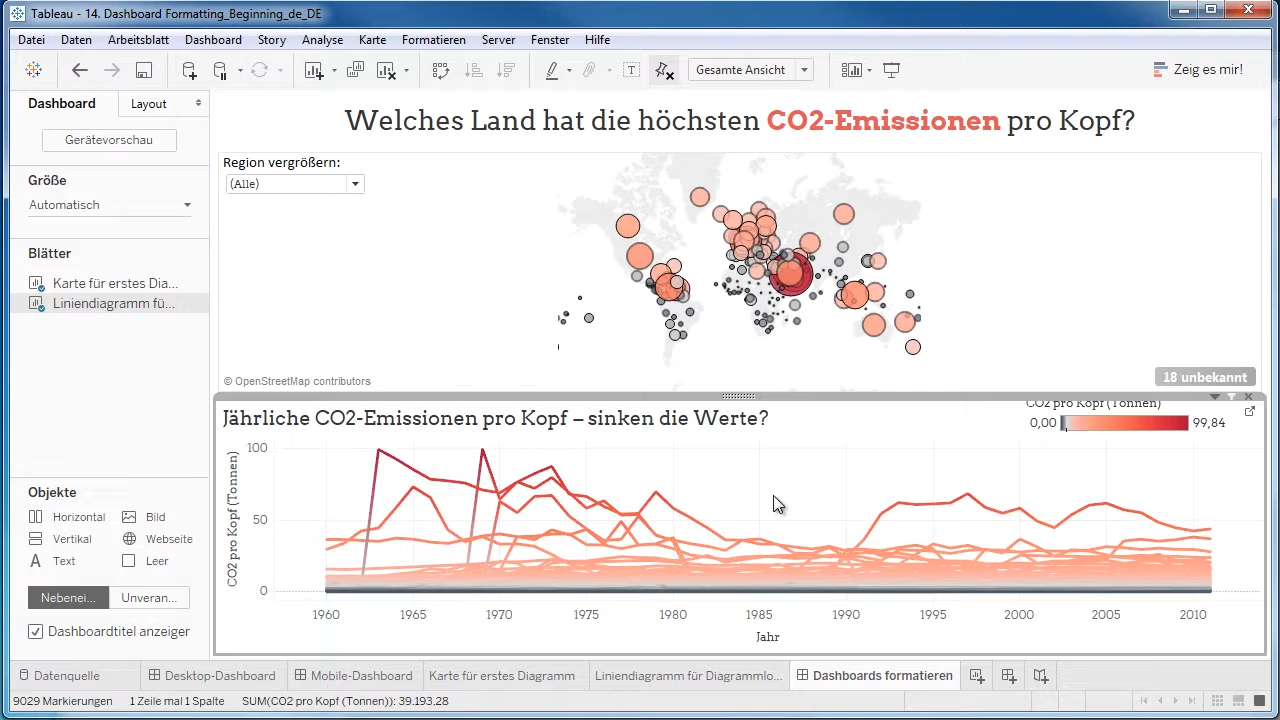 Tableau - 14. Dashboard Formatting_Beginning_de_DE
Datei Daten Arbeitsblatt Dashboard Story Analyse Karte Formatieren Server Fenster Hilfe
Gesamte Ansicht
Zeig es mir!
Dashboard Layout
Gerätevorschau
Größe
Automatisch
Blätter
Karte für erstes Dia...
Liniendiagramm fü...
Objekte
Horizontal Bild
Vertikal Webseite
A Text Leer
Nebenei... Unveran...
Dashboardtitel anzeiger
Welches Land hat die höchsten CO2-Emissionen pro Kopf?
Region vergrößern:
(Alle)
© OpenStreetMap contributors
18 unbekannt
Jährliche CO2-Emissionen pro Kopf – sinken die Werte?
CO2 pro Kopf (Tonnen)
0,00 99,84
CO2 pro Kopf (Tonnen)
100
50
0
1960 1965 1970 1975 1980 1985 1990 1995 2000 2005 2010
Jahr
Datenquelle Desktop-Dashboard Mobile-Dashboard Karte für erstes Diagramm Liniendiagramm für Diagrammlo... Dashboards formatieren
9029 Markierungen 1 Zeile mal 1 Spalte SUM(CO2 pro Kopf (Tonnen)): 39.193,28